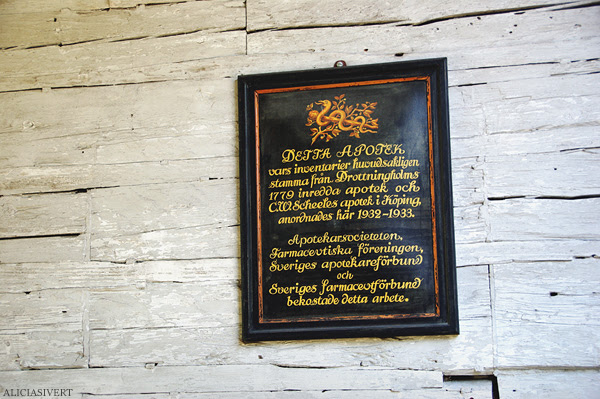 DETTA APOTEK
vars inventarier huvudsakligen
stamma från Drottningholms
1779 inredda apotek och
C.W. Scheeles apotek i Köping,
anordnades här 1932-1933.
Apotekarsocieteten,
Farmacevtiska föreningen,
Sveriges apotekareförbund
och
Sveriges farmacevtförbund
bekostade detta arbete.
ALICIASIVERT